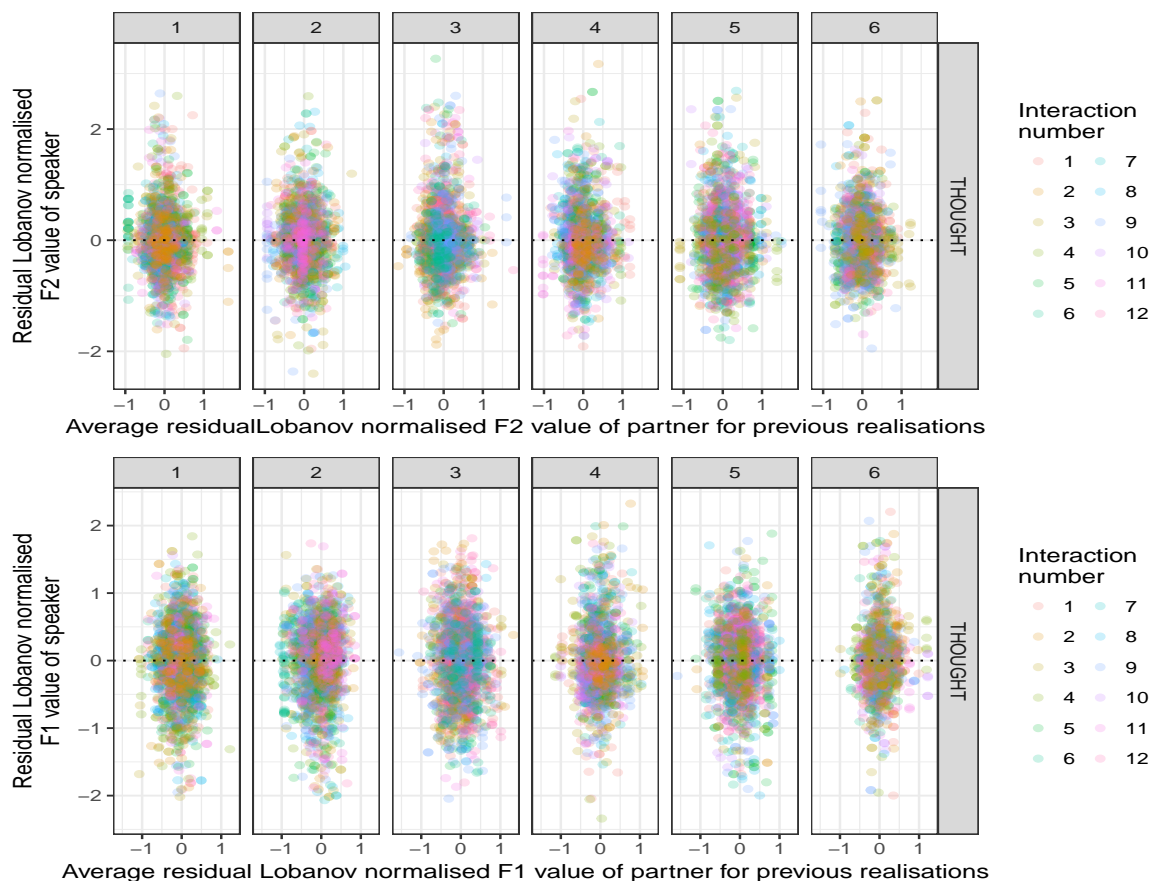 1 2 3 4 5 6
Residual Lobanov normalised
F2 value of speaker
2
0
−2
THOUGHT
−1 0 1 −1 0 1 −1 0 1 −1 0 1 −1 0 1 −1 0 1
Average residualLobanov normalised F2 value of partner for previous realisations
Interaction
number
1 7
2 8
3 9
4 10
5 11
6 12
1 2 3 4 5 6
Residual Lobanov normalised
F1 value of speaker
2
1
0
−1
−2
THOUGHT
−1 0 1 −1 0 1 −1 0 1 −1 0 1 −1 0 1 −1 0 1
Average residual Lobanov normalised F1 value of partner for previous realisations
Interaction
number
1 7
2 8
3 9
4 10
5 11
6 12